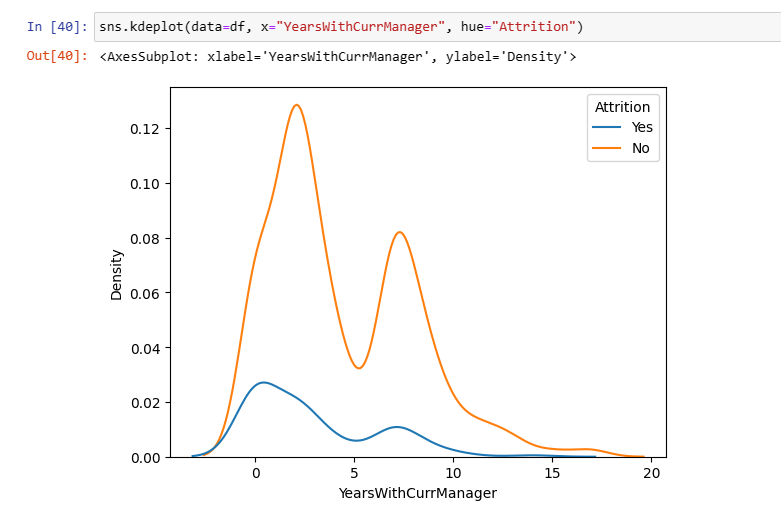 In [40]: sns.kdeplot(data=df, x="YearsWithCurrManager", hue="Attrition")
Out[40]: <AxesSubplot: xlabel='YearsWithCurrManager', ylabel='Density'>
Attrition
Yes
No
0.12
0.10
0.08
0.06
0.04
0.02
0.00
Density
0 5 10 15 20
YearsWithCurrManager